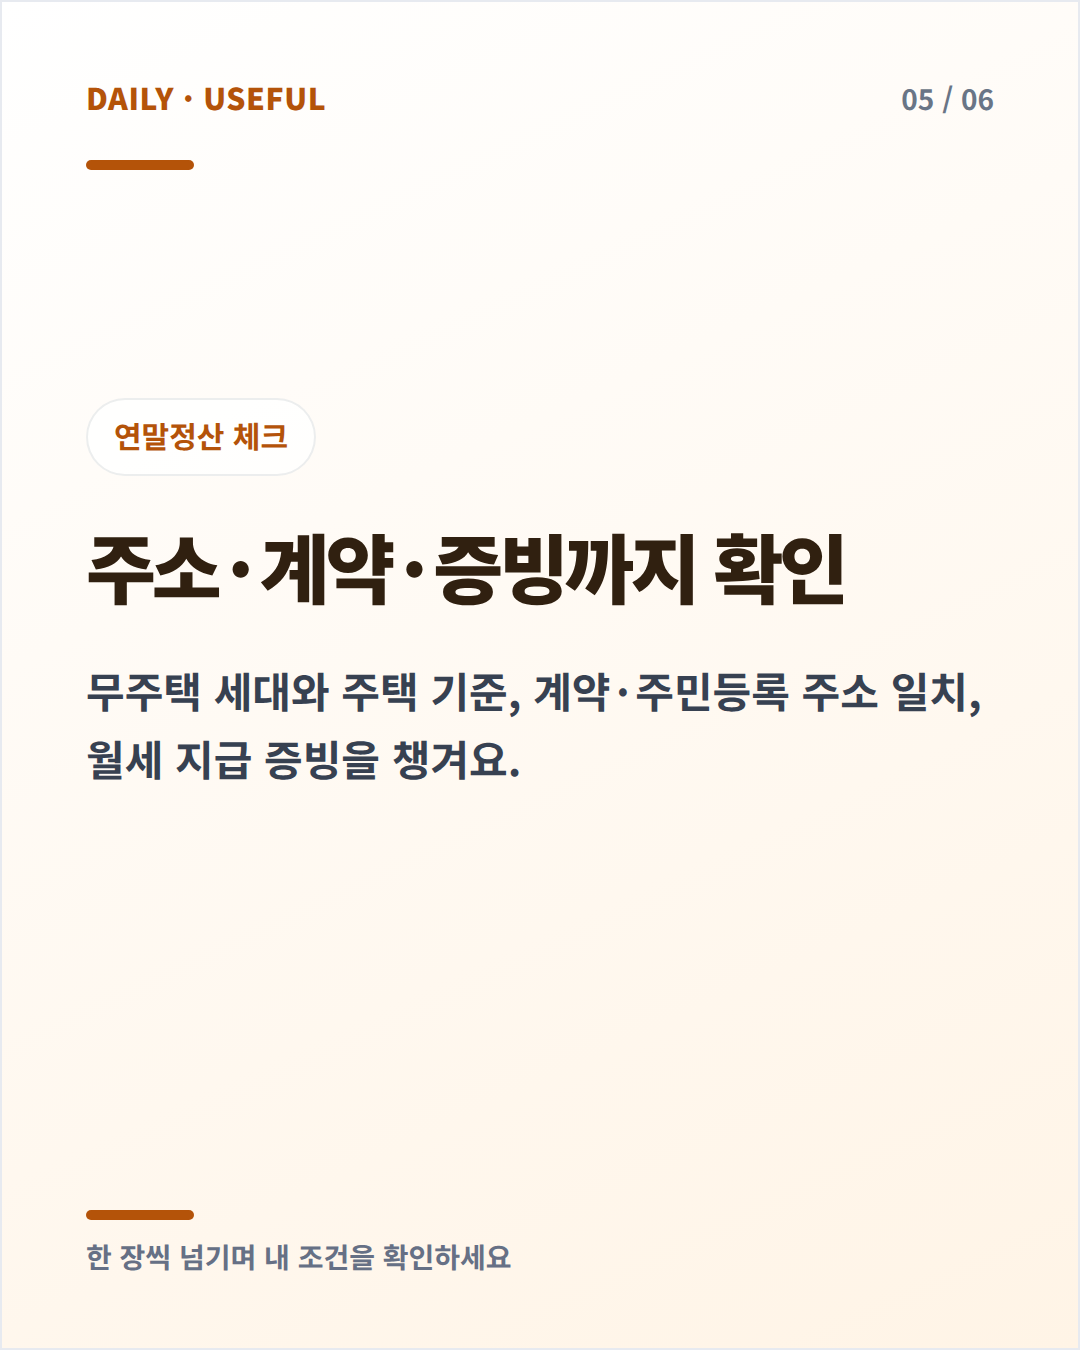 DAILY · USEFUL
05 / 06
연말정산 체크
주소·계약·증빙까지 확인
무주택 세대와 주택 기준, 계약·주민등록 주소 일치,
월세 지급 증빙을 챙겨요.
한 장씩 넘기며 내 조건을 확인하세요